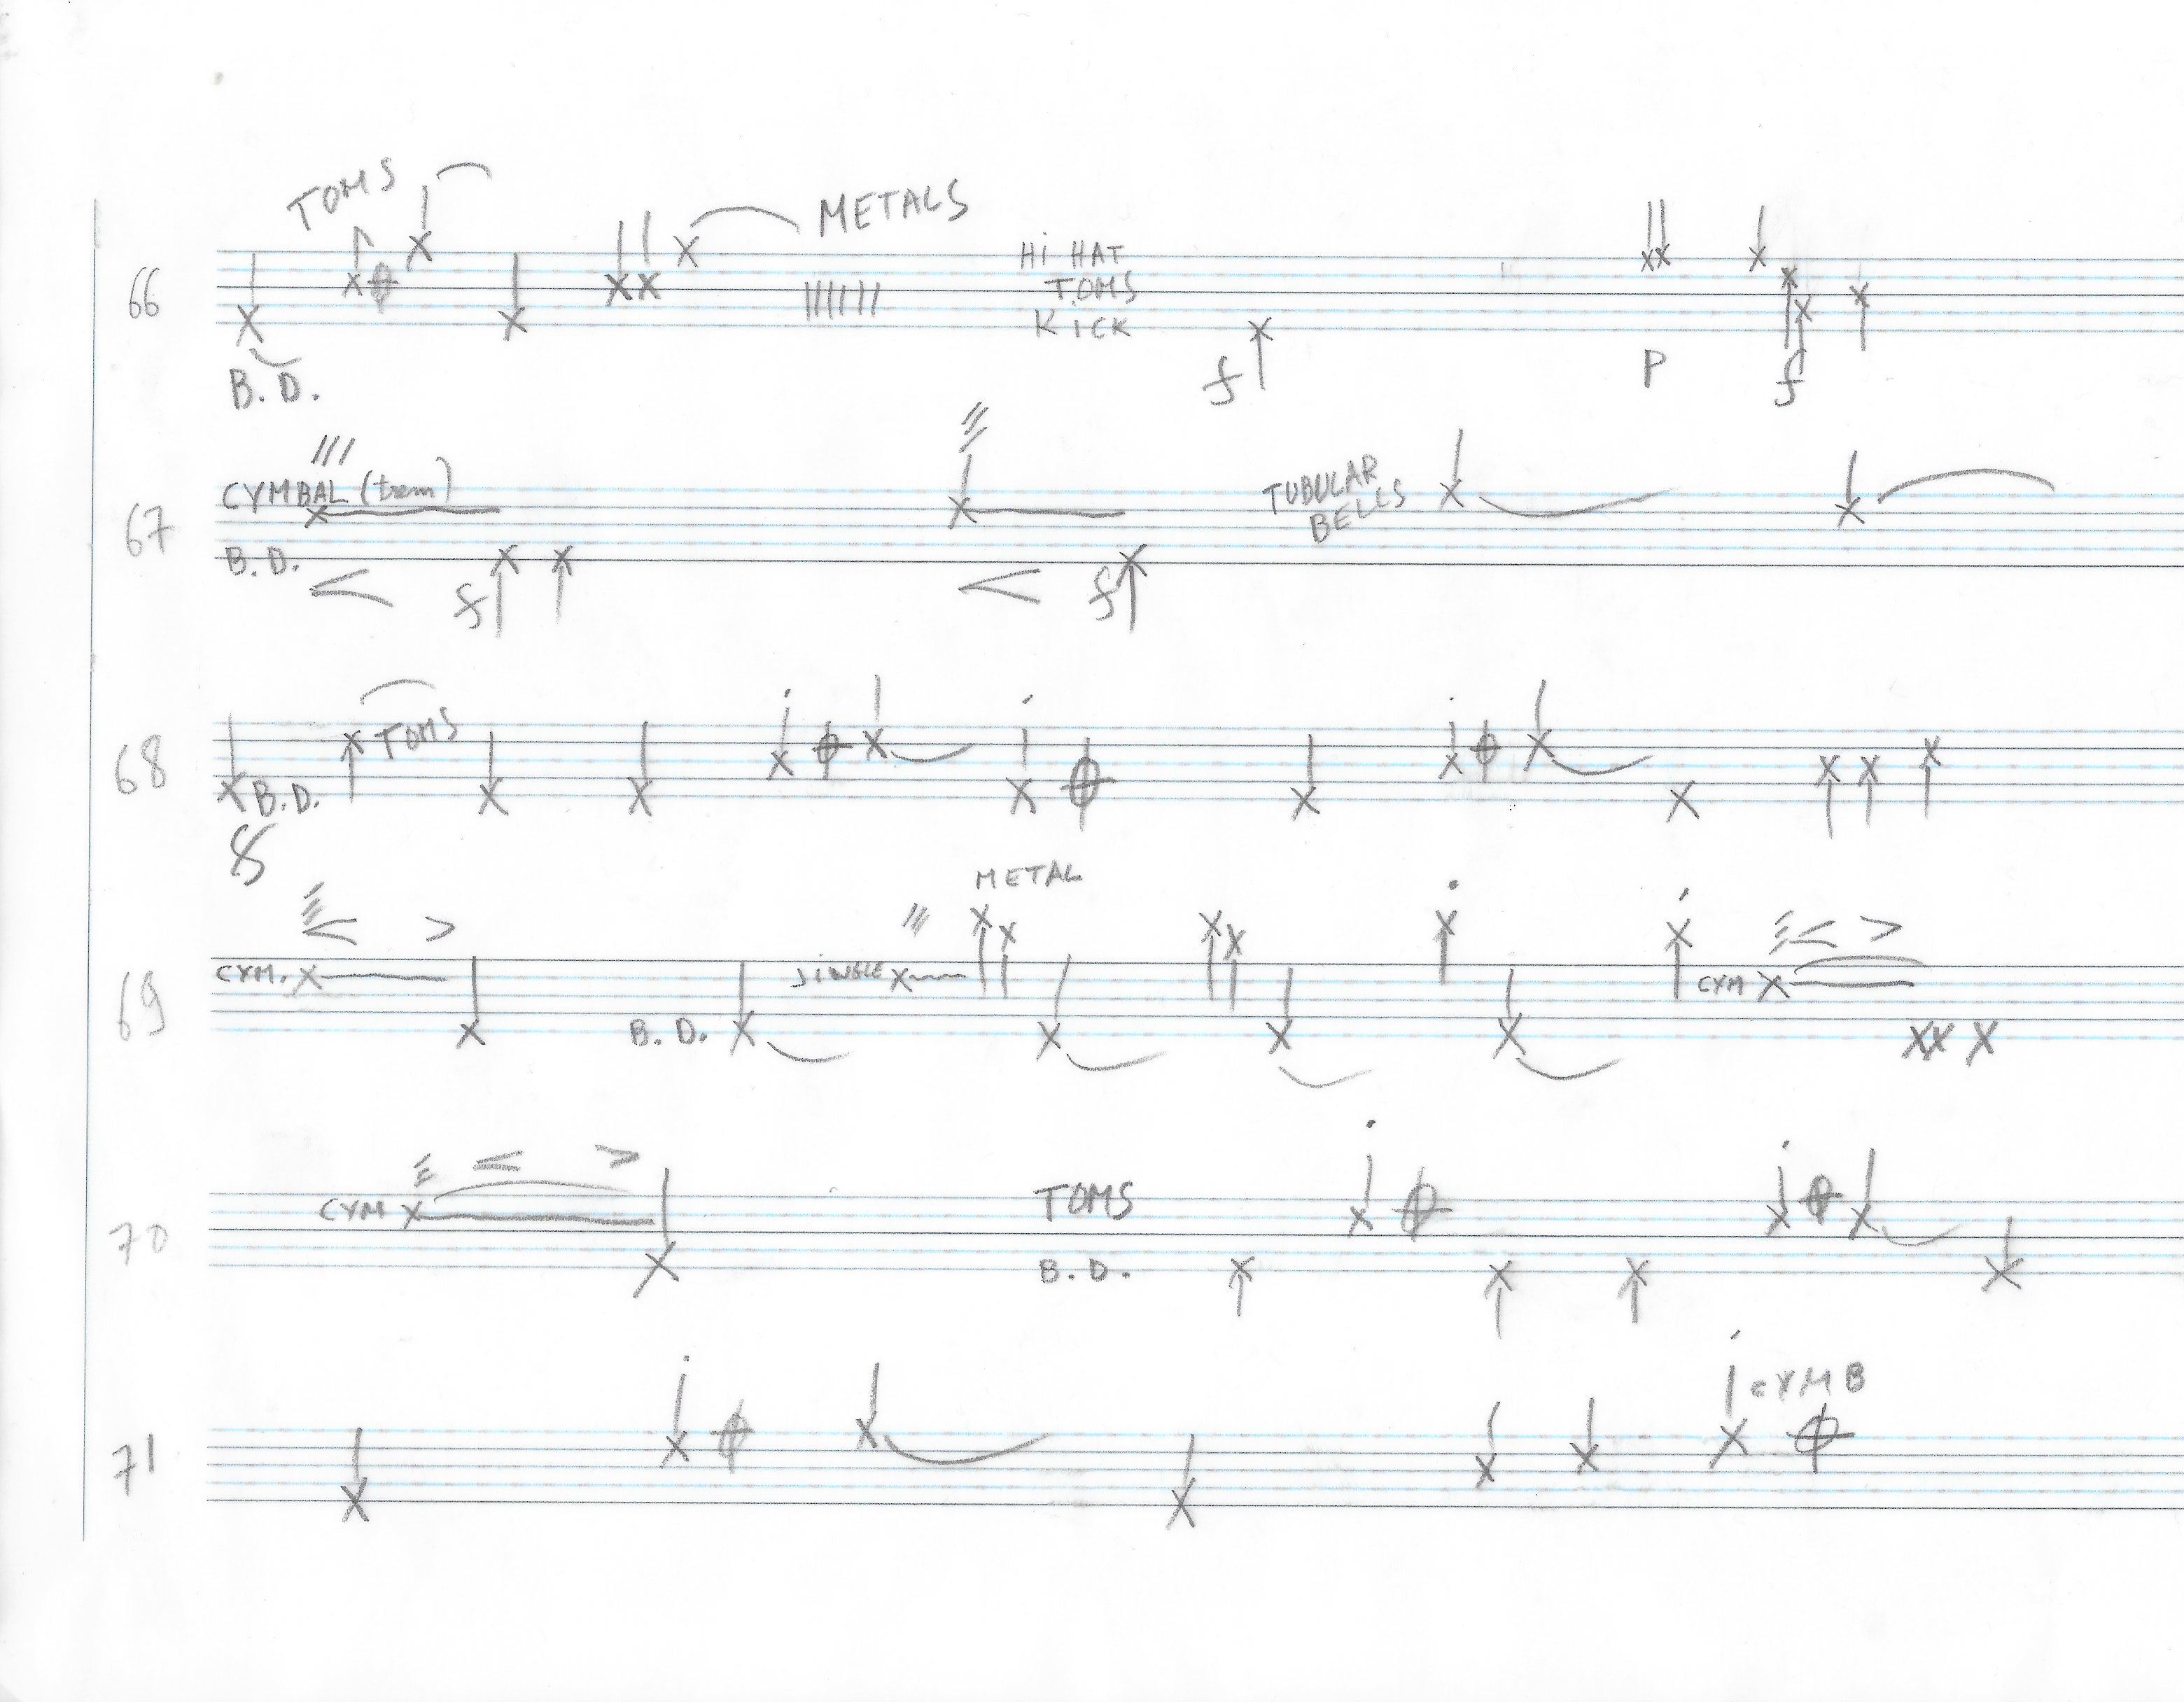 TOMS METALS
66 HI HAT
TOMS
KICK
f P f
B. D.
CYMBAL (trem) TUBULAR BELLS
67 B. D.
f f
68 B.D. TOMS
8
METAL
69 CYM. B. D. JINGLE CYM
70 CYM TOMS
B. D.
71 CYMB